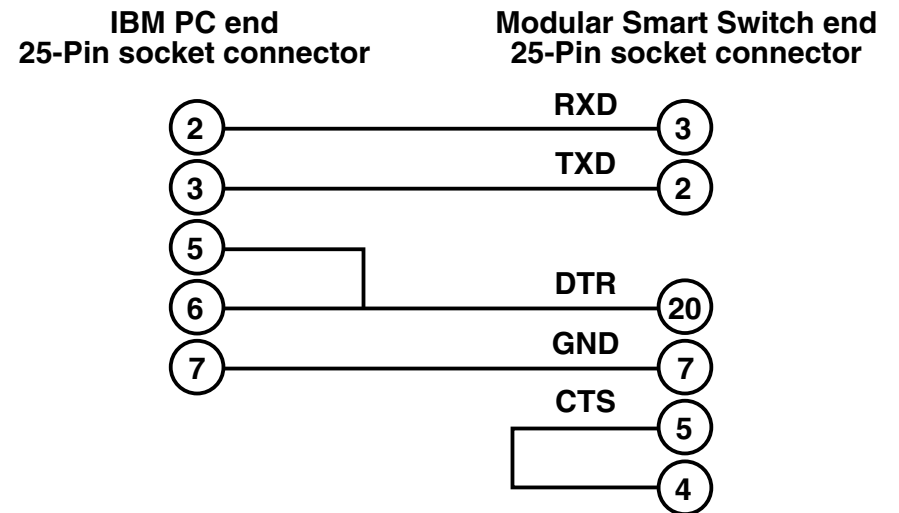 IBM PC end
25-Pin socket connector
Modular Smart Switch end
25-Pin socket connector
2 RXD 3
3 TXD 2
5
6 DTR 20
7 GND 7
CTS 5
4